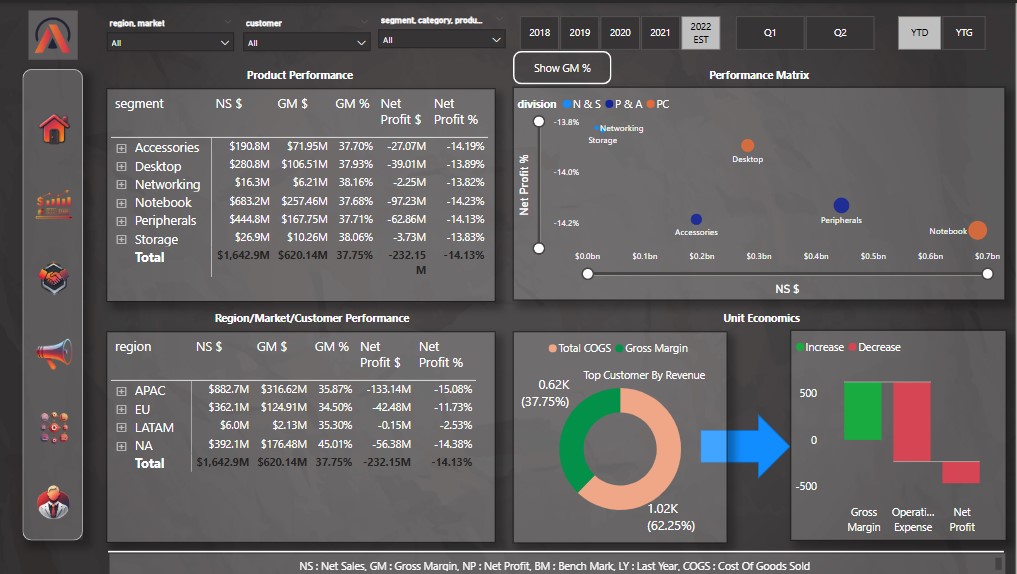 region, market
customer
segment, category, produ...
All
All
All
2018
2019
2020
2021
2022
EST
Q1
Q2
YTD
YTG
Show GM %
Product Performance
segment NS $ GM $ GM % Net Profit $ Net Profit %
Accessories $190.8M $71.95M 37.70% -27.07M -14.19%
Desktop $280.8M $106.51M 37.93% -39.01M -13.89%
Networking $16.3M $6.21M 38.16% -2.25M -13.82%
Notebook $683.2M $257.46M 37.68% -97.23M -14.23%
Peripherals $444.8M $167.75M 37.71% -62.86M -14.13%
Storage $26.9M $10.26M 38.06% -3.73M -13.83%
Total $1,642.9M $620.14M 37.75% -232.15M -14.13%
Performance Matrix
division N & S P & A PC
Net Profit %
-13.8%
-14.0%
-14.2%
Networking
Storage
Desktop
Peripherals
Accessories
Notebook
$0.0bn $0.1bn $0.2bn $0.3bn $0.4bn $0.5bn $0.6bn $0.7bn
NS $
Region/Market/Customer Performance
region NS $ GM $ GM % Net Profit $ Net Profit %
APAC $882.7M $316.62M 35.87% -133.14M -15.08%
EU $362.1M $124.91M 34.50% -42.48M -11.73%
LATAM $6.0M $2.13M 35.30% -0.15M -2.53%
NA $392.1M $176.48M 45.01% -56.38M -14.38%
Total $1,642.9M $620.14M 37.75% -232.15M -14.13%
Unit Economics
Total COGS Gross Margin
Top Customer By Revenue
0.62K
(37.75%)
1.02K
(62.25%)
Increase Decrease
500
0
-500
Gross Margin
Operati... Expense
Net Profit
NS : Net Sales, GM : Gross Margin, NP : Net Profit, BM : Bench Mark, LY : Last Year, COGS : Cost Of Goods Sold